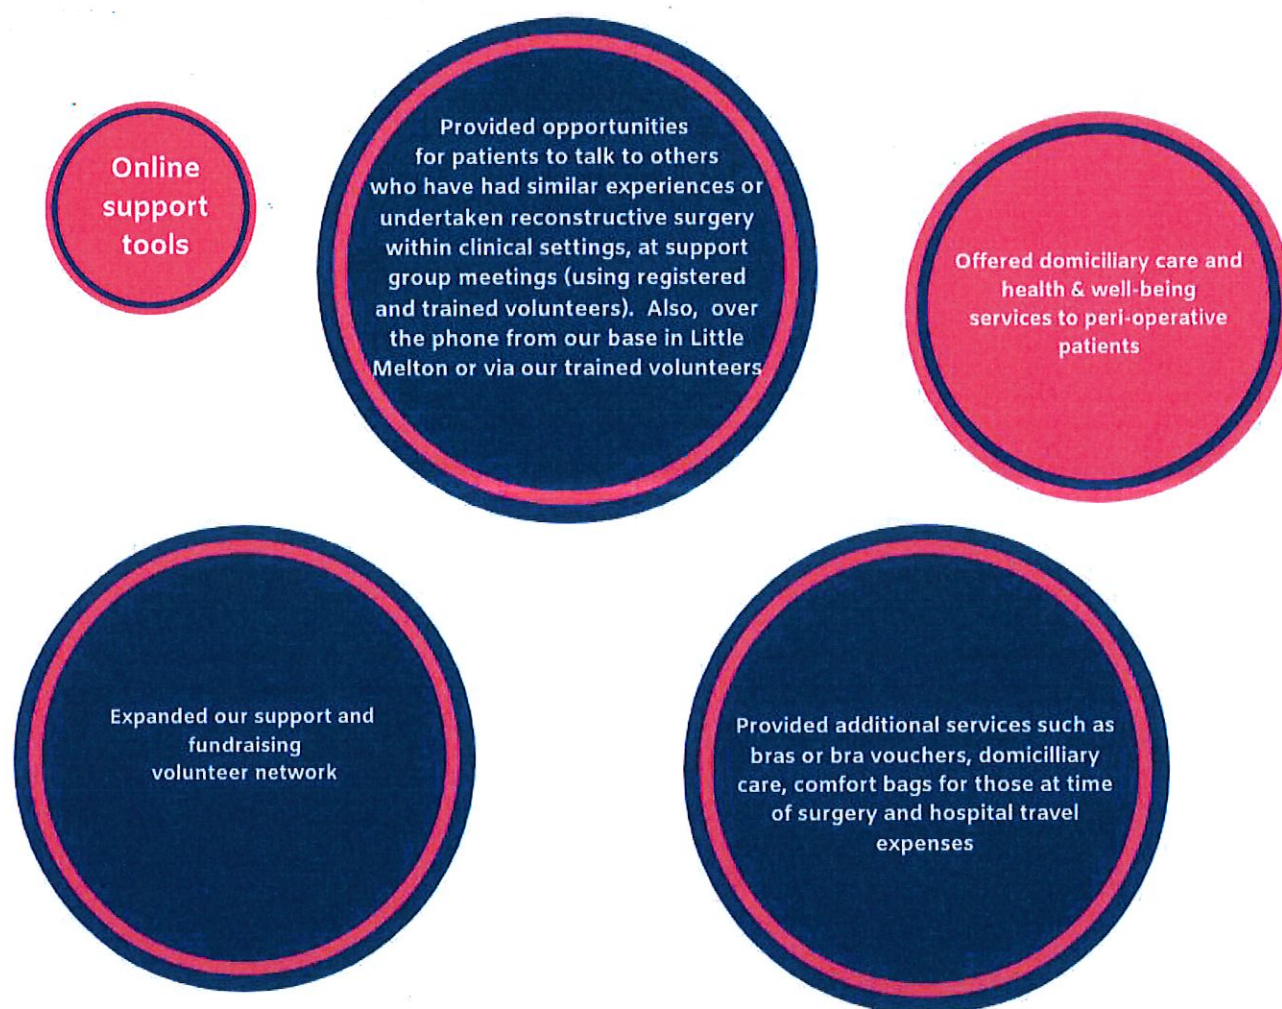 Online
support
tools
Provided opportunities
for patients to talk to others
who have had similar experiences or
undertaken reconstructive surgery
within clinical settings, at support
group meetings (using registered
and trained volunteers). Also, over
the phone from our base in Little
Melton or via our trained volunteers
Offered domiciliary care and
health & well-being
services to peri-operative
patients
Expanded our support and
fundraising
volunteer network
Provided additional services such as
bras or bra vouchers, domicilliary
care, comfort bags for those at time
of surgery and hospital travel
expenses